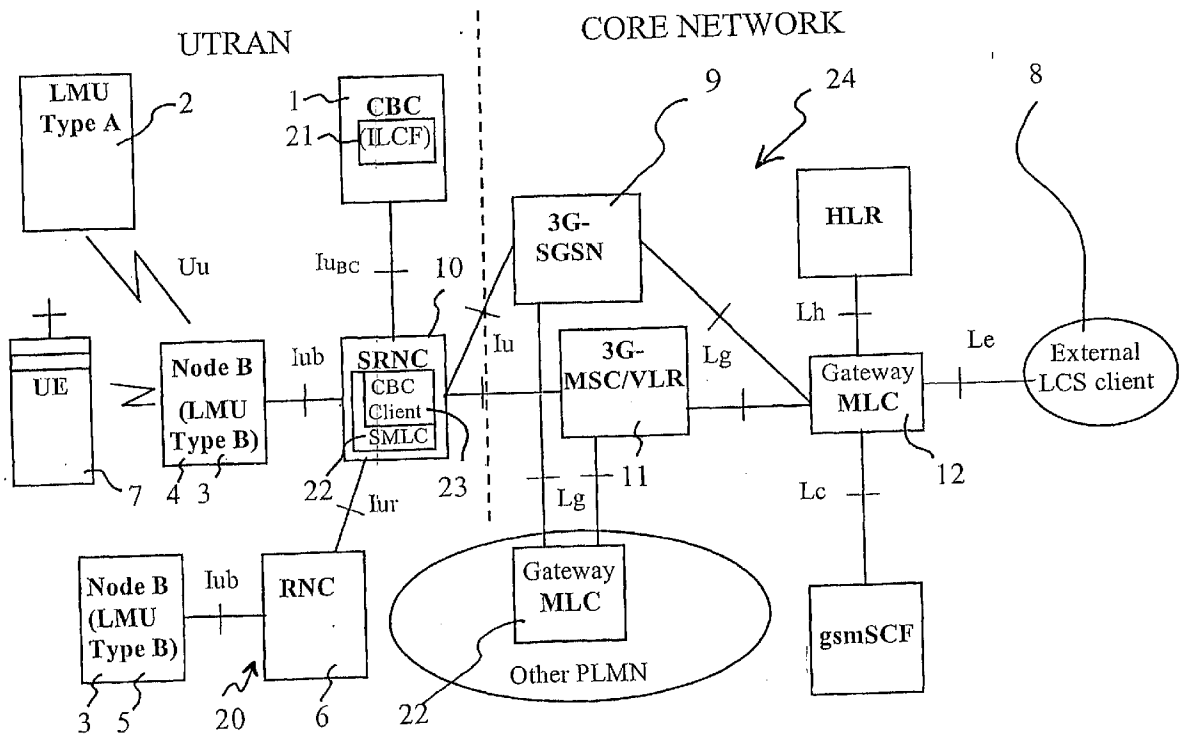 UTRAN
CORE NETWORK
LMU
Type A
2
1
CBC
21
(ILCF)
9
24
8
3G-
SGSN
HLR
Uu
IuBC
10
Iu
Lg
Lh
Le
UE
7
Node B
(LMU
Type B)
4
3
Iub
SRNC
CBC
Client
SMLC
22
23
3G-
MSC/VLR
11
Gateway
MLC
12
External
LCS client
Iur
Lg
Lc
Node B
(LMU
Type B)
3
5
Iub
20
RNC
6
Gateway
MLC
22
Other PLMN
gsmSCF